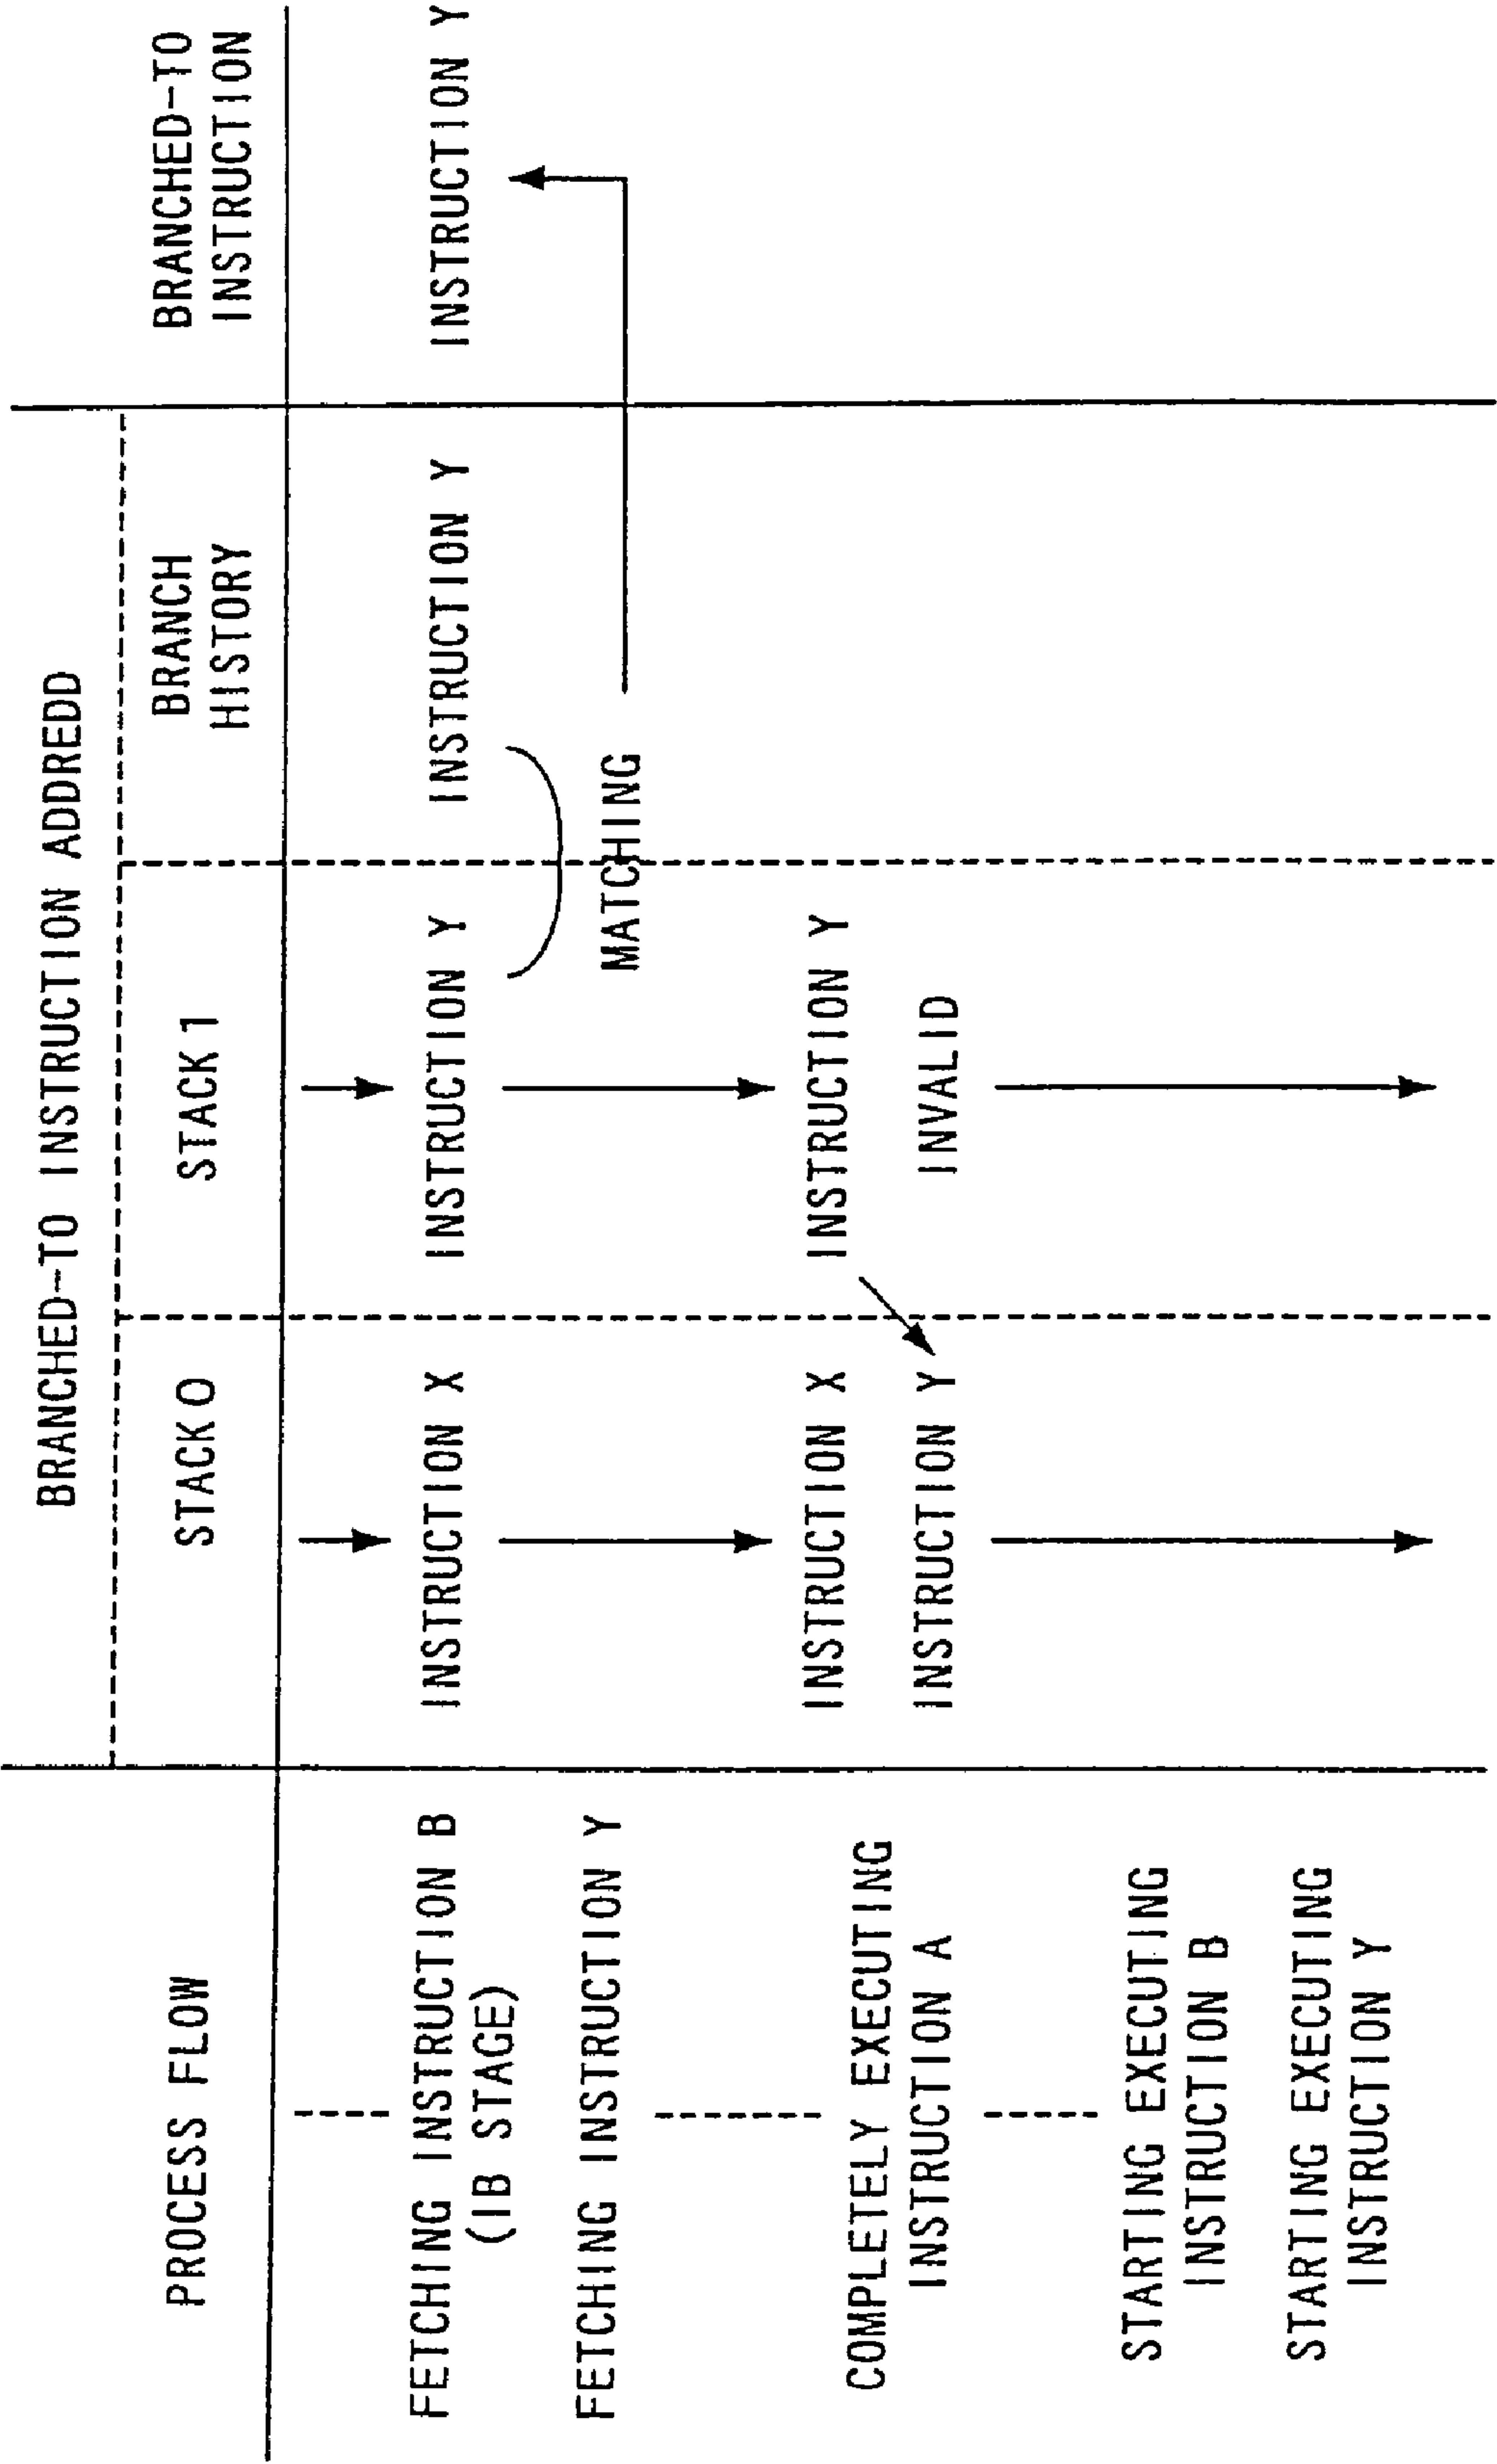 BRANCHED-TO INSTRUCTION ADDREDD
PROCESS FLOW
STACK 0
STACK 1
BRANCH
HISTORY
BRANCHED-TO
INSTRUCTION
FETCHING INSTRUCTION B
(IB STAGE)
INSTRUCTION X
INSTRUCTION Y
INSTRUCTION Y
INSTRUCTION Y
FETCHING INSTRUCTION Y
MATCHING
COMPLETELY EXECUTING
INSTRUCTION A
INSTRUCTION X
INSTRUCTION Y
INSTRUCTION Y
INVALID
STARTING EXECUTING
INSTRUCTION B
STARTING EXECUTING
INSTRUCTION Y